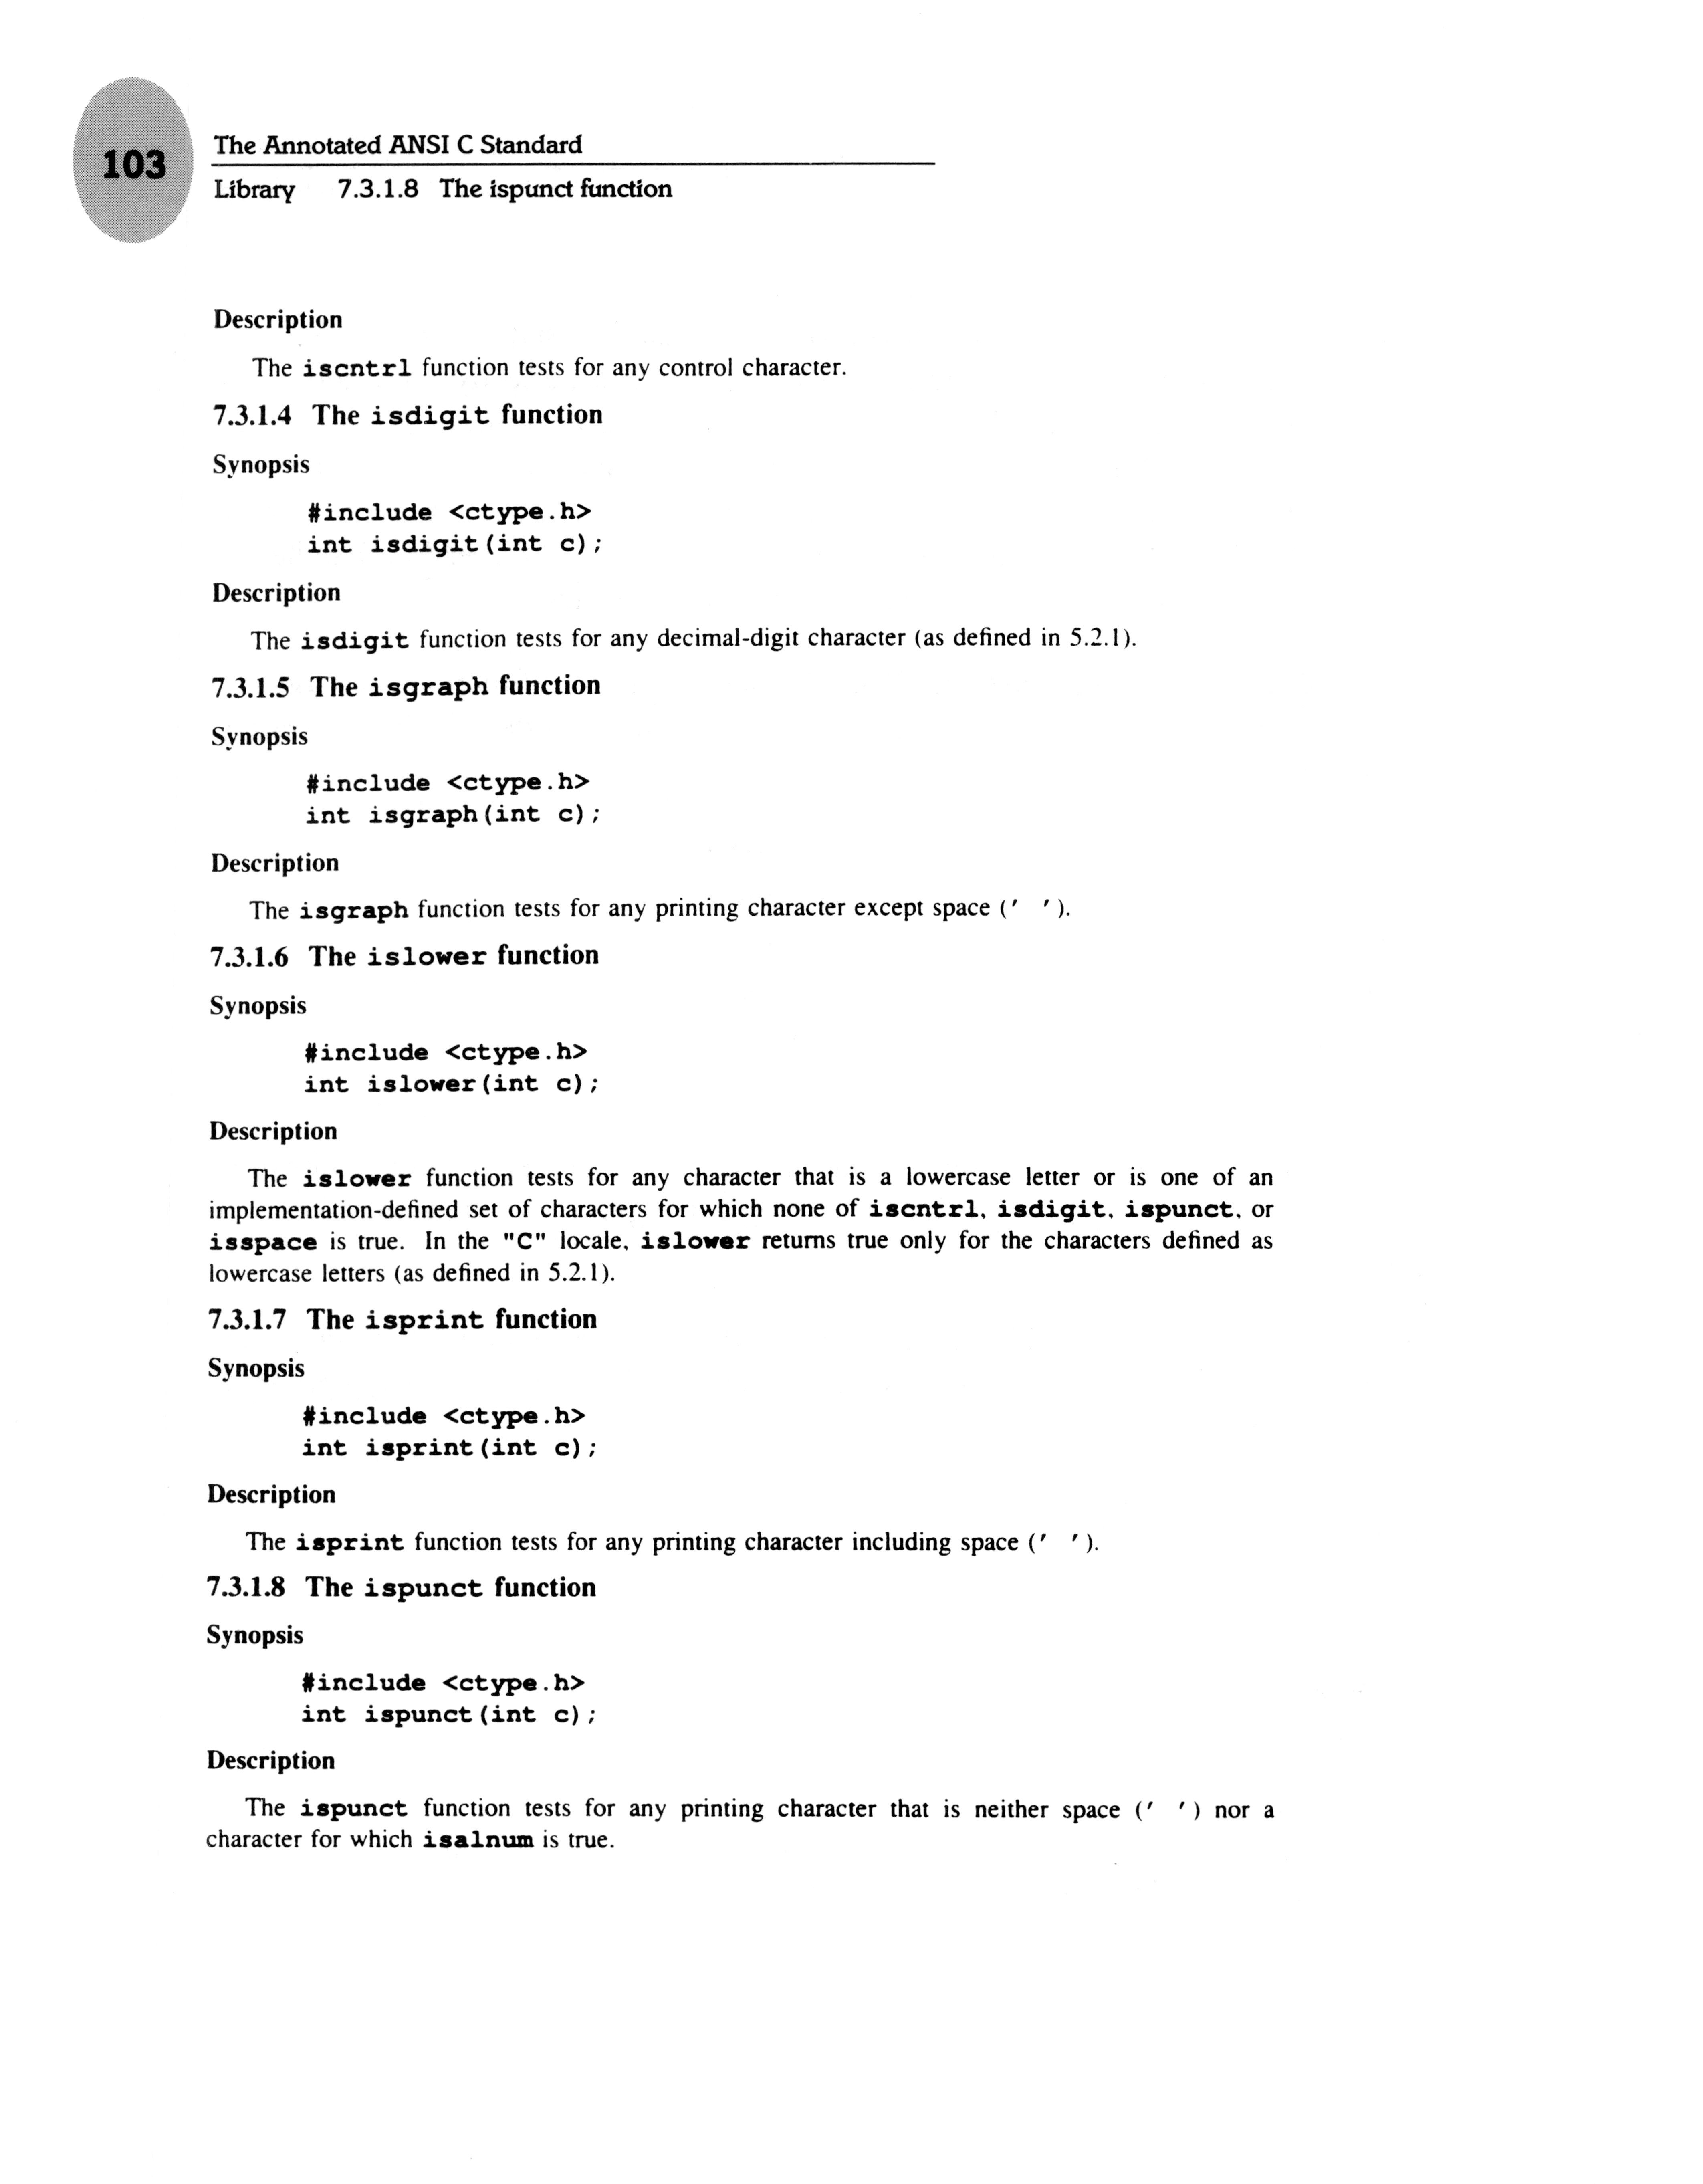 103
The Annotated ANSI C Standard
Library 7.3.1.8 The ispunct function
Description
The iscntrl function tests for any control character.
7.3.1.4 The isdigit function
Synopsis
#include <ctype.h>
int isdigit(int c);
Description
The isdigit function tests for any decimal-digit character (as defined in 5.2.1).
7.3.1.5 The isgraph function
Synopsis
#include <ctype.h>
int isgraph(int c);
Description
The isgraph function tests for any printing character except space (' ').
7.3.1.6 The islower function
Synopsis
#include <ctype.h>
int islower(int c);
Description
The islower function tests for any character that is a lowercase letter or is one of an
implementation-defined set of characters for which none of iscntrl, isdigit, ispunct, or
isspace is true. In the "C" locale, islower returns true only for the characters defined as
lowercase letters (as defined in 5.2.1).
7.3.1.7 The isprint function
Synopsis
#include <ctype.h>
int isprint(int c);
Description
The isprint function tests for any printing character including space (' ').
7.3.1.8 The ispunct function
Synopsis
#include <ctype.h>
int ispunct(int c);
Description
The ispunct function tests for any printing character that is neither space (' ') nor a
character for which isalnum is true.